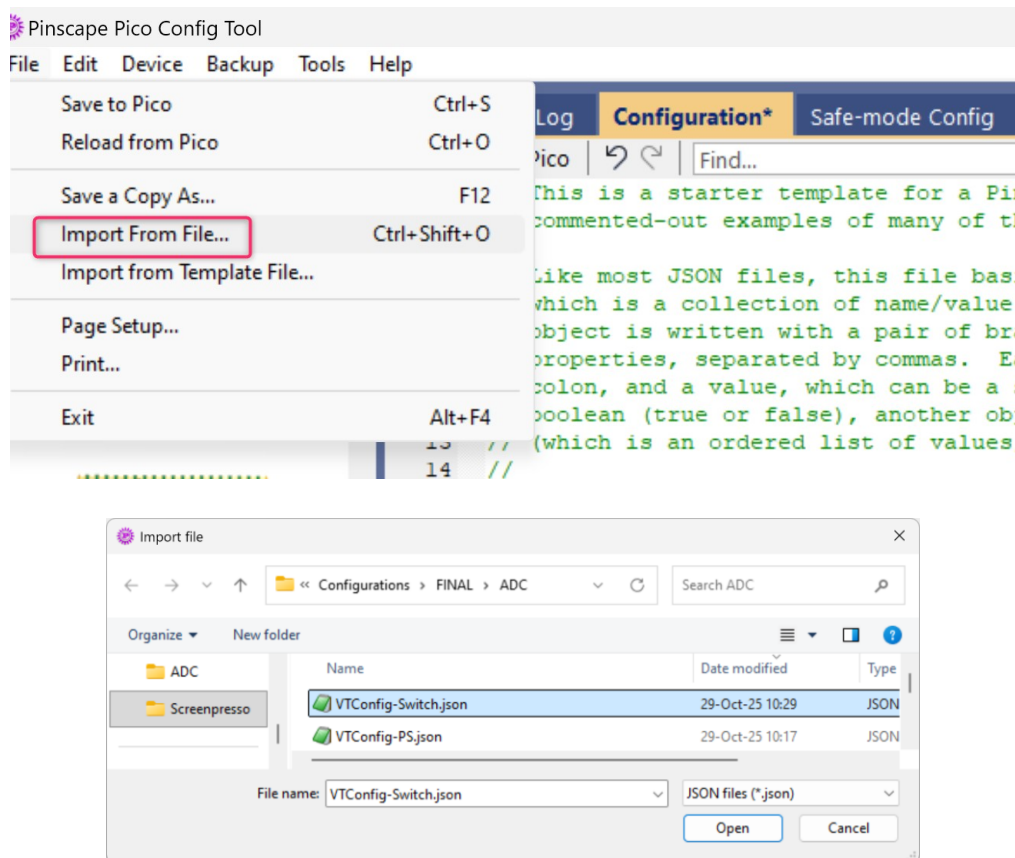 Pinscape Pico Config Tool
File Edit Device Backup Tools Help
Save to Pico Ctrl+S
Reload from Pico Ctrl+O
Save a Copy As... F12
Import From File... Ctrl+Shift+O
Import from Template File...
Page Setup...
Print...
Exit Alt+F4
Log Configuration* Safe-mode Config
Pico Find...
This is a starter template for a Pi
commented-out examples of many of t
Like most JSON files, this file bas
which is a collection of name/value
object is written with a pair of bra
properties, separated by commas. E
colon, and a value, which can be a
boolean (true or false), another ob
13 // (which is an ordered list of values
14 //
Import file
« Configurations > FINAL > ADC
Search ADC
Organize New folder
ADC
Screenpresso
Name Date modified Type
VTConfig-Switch.json 29-Oct-25 10:29 JSON
VTConfig-PS.json 29-Oct-25 10:17 JSON
File name: VTConfig-Switch.json JSON files (*.json)
Open Cancel